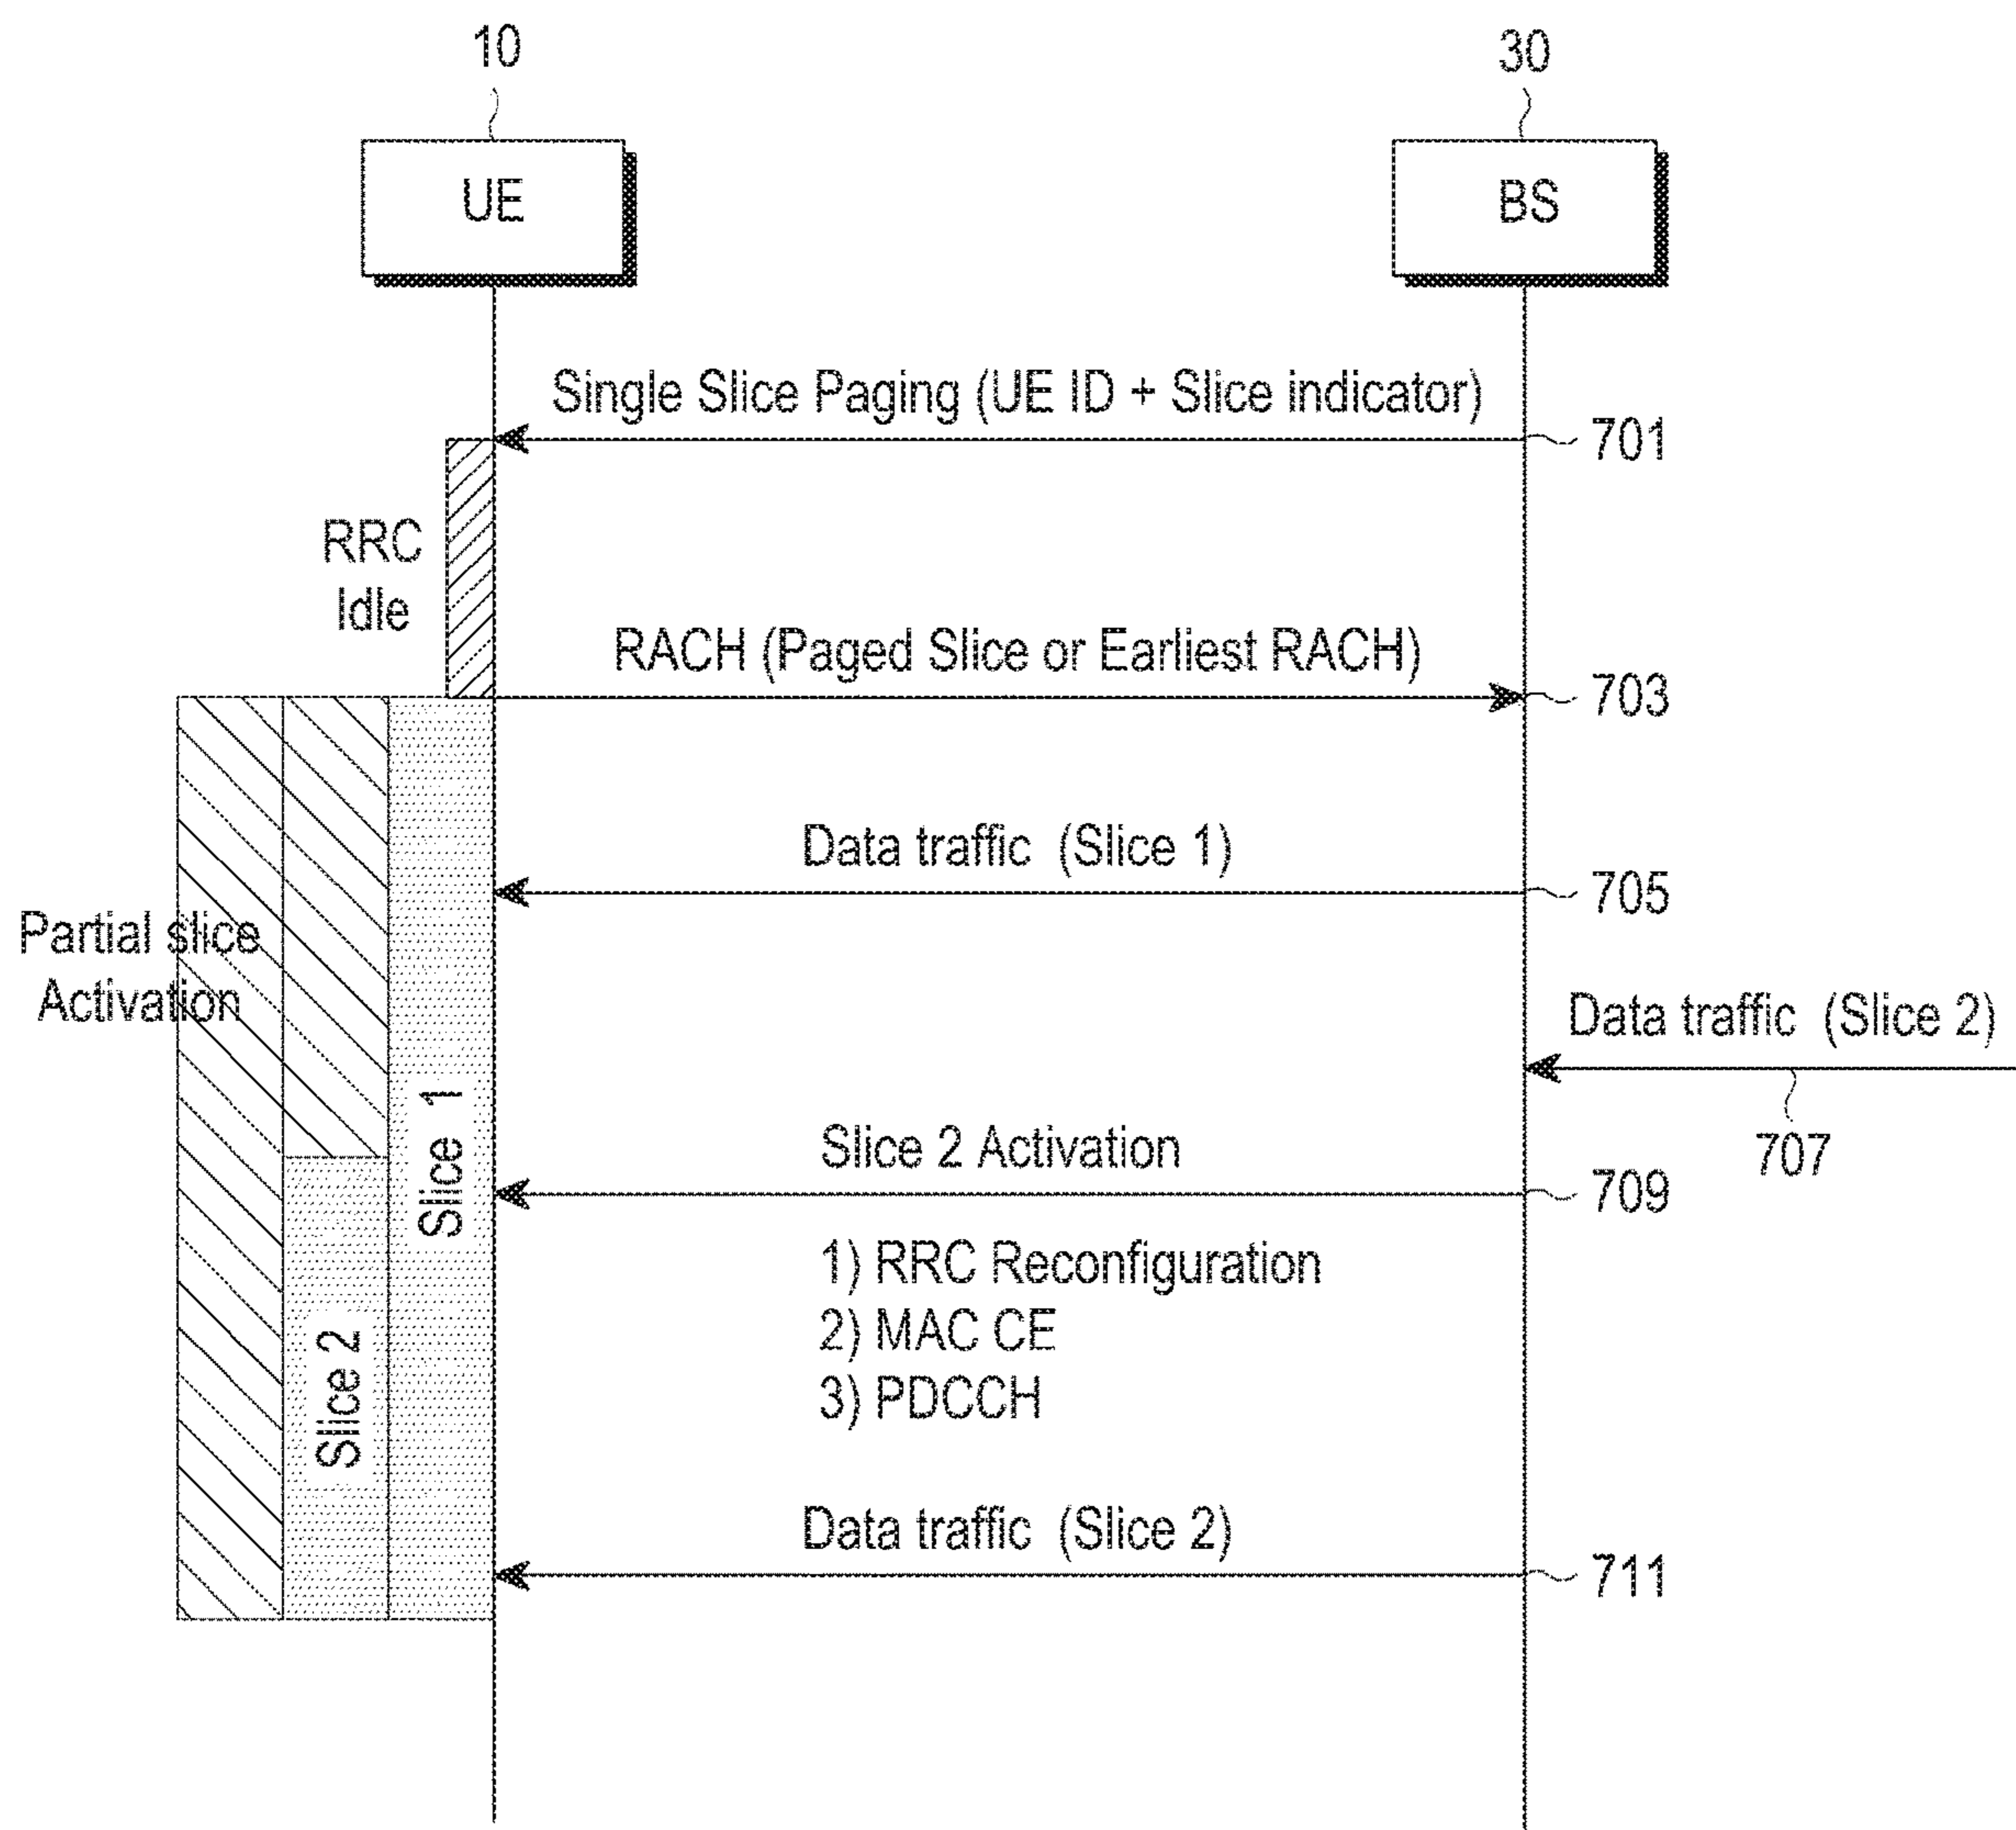 10
30
UE
BS
Single Slice Paging (UE ID + Slice indicator)
701
RRC
Idle
RACH (Paged Slice or Earliest RACH)
703
Data traffic (Slice 1)
705
Partial slice
Activation
Data traffic (Slice 2)
707
Slice 1
Slice 2 Activation
709
1) RRC Reconfiguration
2) MAC CE
3) PDCCH
Slice 2
Data traffic (Slice 2)
711